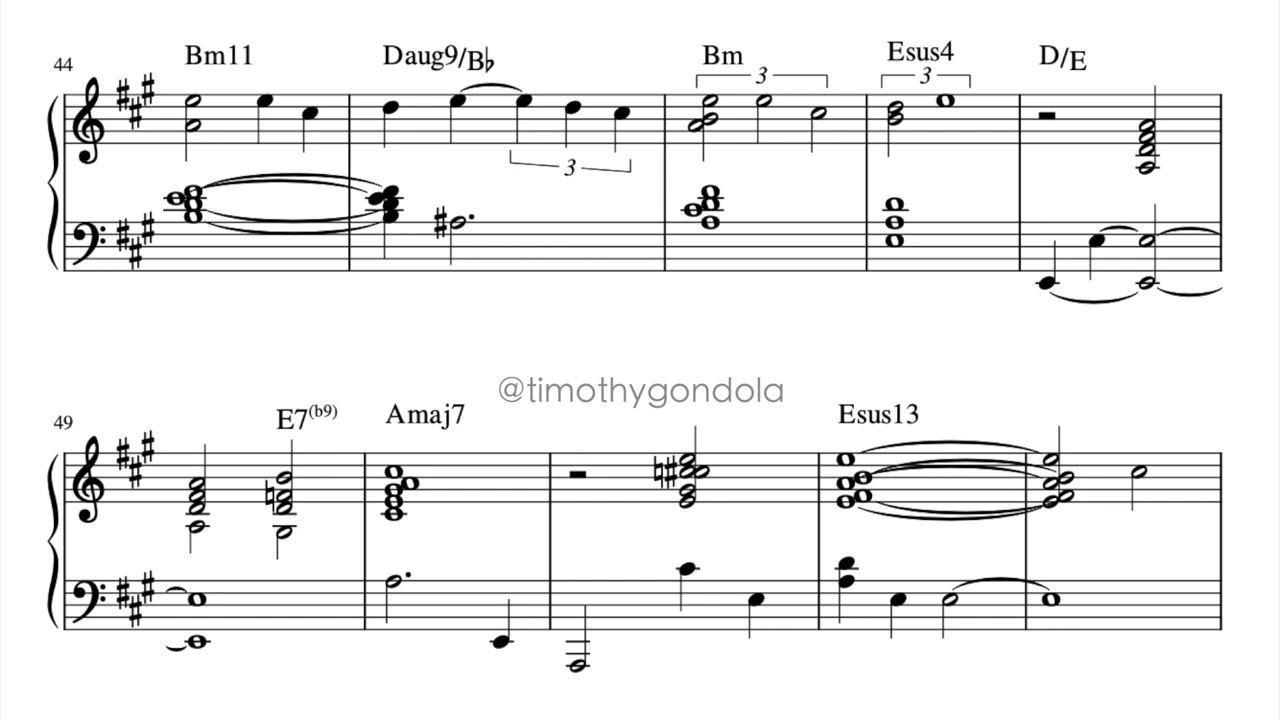 44 Bm11 Daug9/B♭ Bm Esus4 D/E
3 3
3
@timothygondola
49 E7(b9) Amaj7 Esus13